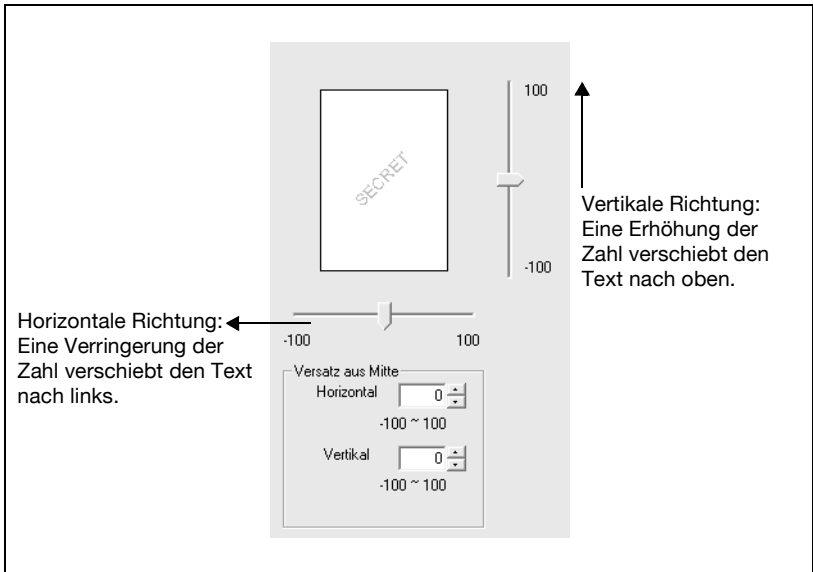 100
SECRET
Vertikale Richtung:
Eine Erhöhung der
Zahl verschiebt den
Text nach oben.
-100
Horizontale Richtung:
Eine Verringerung der
Zahl verschiebt den Text
nach links.
-100
100
Versatz aus Mitte
Horizontal 0
-100 ~ 100
Vertikal 0
-100 ~ 100